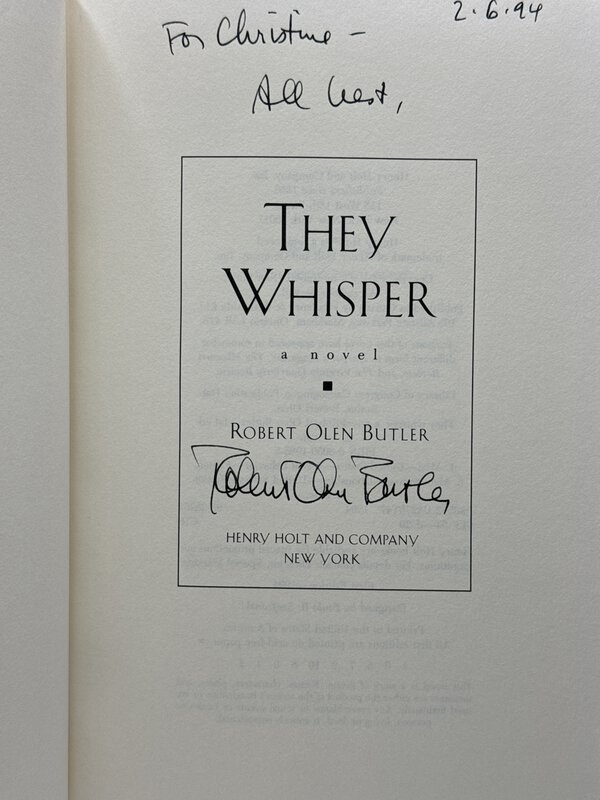 2.6.94
For Christine –
All best,
THEY
WHISPER
a novel
ROBERT OLEN BUTLER
Robert Olen Butler
HENRY HOLT AND COMPANY
NEW YORK